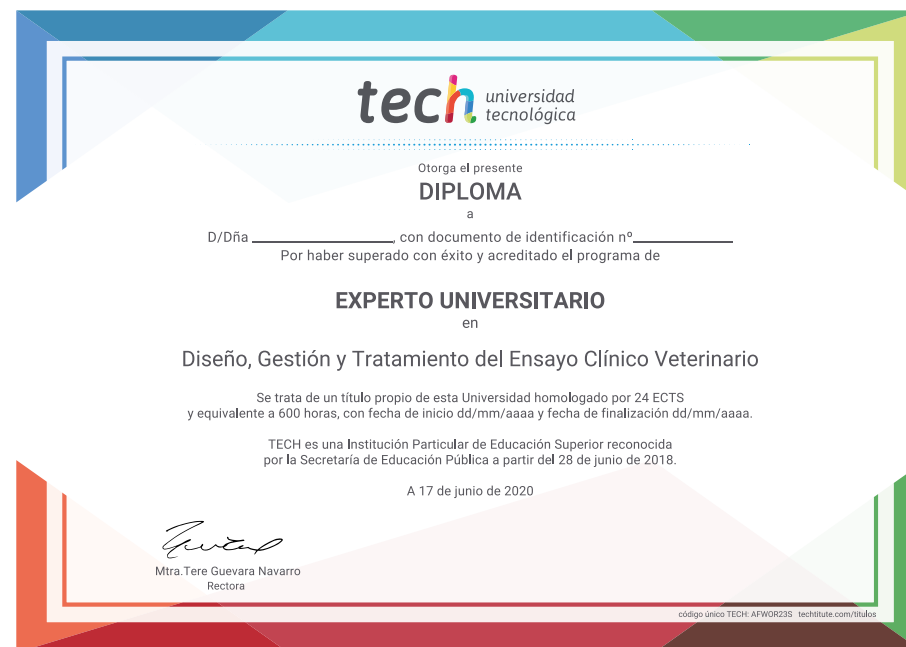 tech universidad
tecnológica
Otorga el presente
DIPLOMA
a
D/Dña ____________________, con documento de identificación nº______________
Por haber superado con éxito y acreditado el programa de
EXPERTO UNIVERSITARIO
en
Diseño, Gestión y Tratamiento del Ensayo Clínico Veterinario
Se trata de un título propio de esta Universidad homologado por 24 ECTS
y equivalente a 600 horas, con fecha de inicio dd/mm/aaaa y fecha de finalización dd/mm/aaaa.
TECH es una Institución Particular de Educación Superior reconocida
por la Secretaría de Educación Pública a partir del 28 de junio de 2018.
A 17 de junio de 2020
Mtra.Tere Guevara Navarro
Rectora
código único TECH: AFWOR23S techtitute.com/titulos